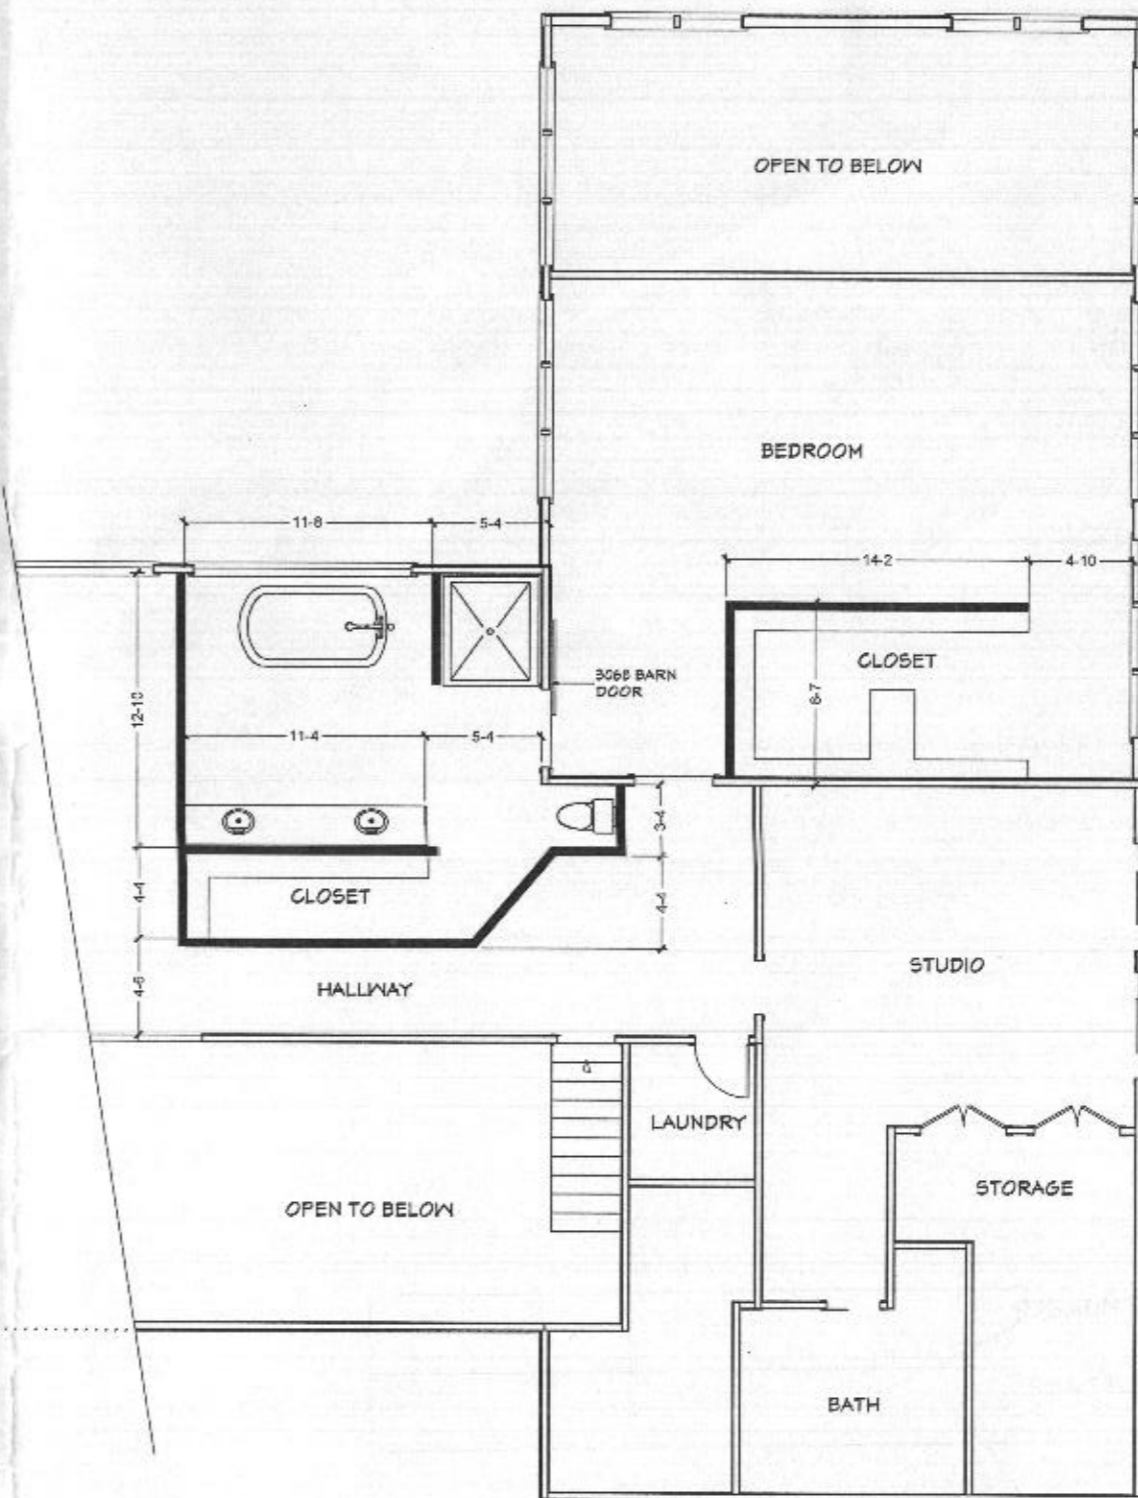 OPEN TO BELOW
BEDROOM
11-8
5-4
14-2
4-10
CLOSET
3068 BARN
DOOR
12-10
8-7
11-4
5-4
3-4
CLOSET
4-4
4-4
HALLWAY
4-6
STUDIO
LAUNDRY
STORAGE
OPEN TO BELOW
BATH